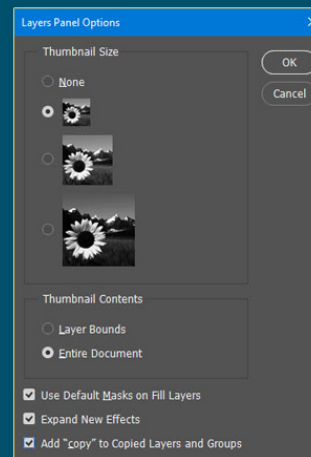 Layers Panel Options
Thumbnail Size
None
OK
Cancel
Thumbnail Contents
Layer Bounds
Entire Document
Use Default Masks on Fill Layers
Expand New Effects
Add "copy" to Copied Layers and Groups